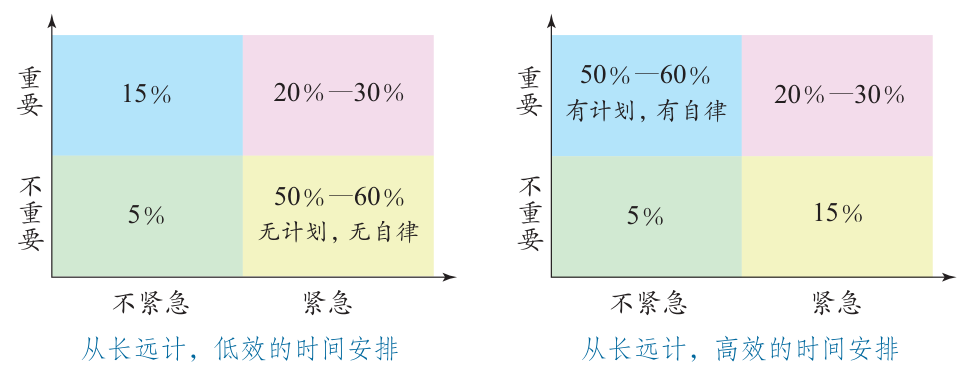 重要
15%
20%—30%
不重要
5%
50%—60%
无计划，无自律
不紧急
紧急
从长远计，低效的时间安排
重要
50%—60%
有计划，有自律
20%—30%
不重要
5%
15%
不紧急
紧急
从长远计，高效的时间安排